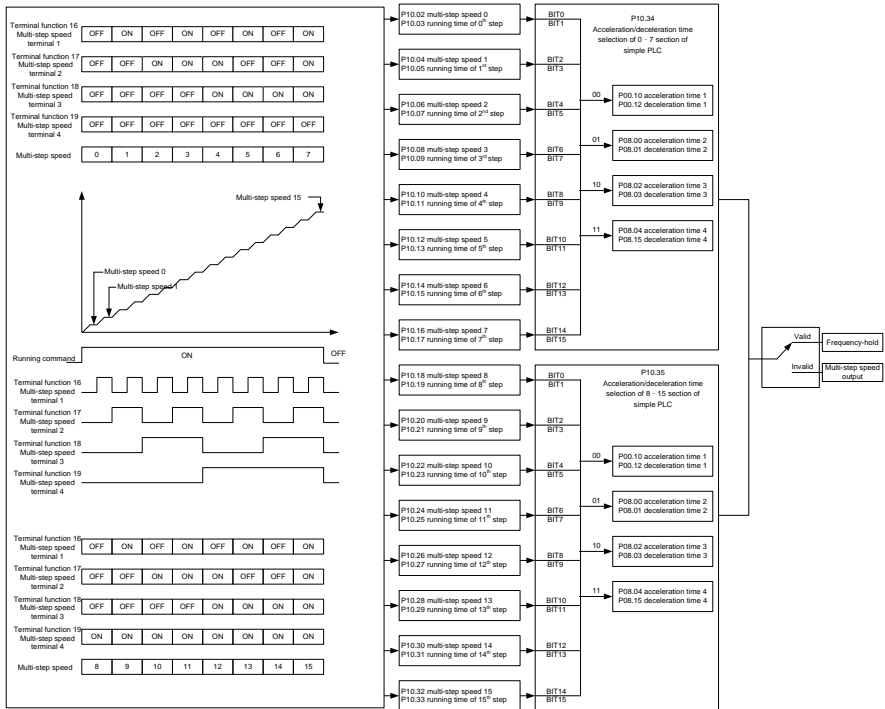 Terminal function 16
Multi-step speed
terminal 1
OFF ON OFF ON OFF ON OFF ON
Terminal function 17
Multi-step speed
terminal 2
OFF OFF ON ON OFF OFF ON ON
Terminal function 18
Multi-step speed
terminal 3
OFF OFF OFF OFF ON ON ON ON
Terminal function 19
Multi-step speed
terminal 4
OFF OFF OFF OFF OFF OFF OFF OFF
Multi-step speed 0 1 2 3 4 5 6 7
Multi-step speed 15
Multi-step speed 0
Multi-step speed 1
Running command ON OFF
Terminal function 16
Multi-step speed
terminal 1
Terminal function 17
Multi-step speed
terminal 2
Terminal function 18
Multi-step speed
terminal 3
Terminal function 19
Multi-step speed
terminal 4
Terminal function 16
Multi-step speed
terminal 1
OFF ON OFF ON OFF ON OFF ON
Terminal function 17
Multi-step speed
terminal 2
OFF OFF ON ON OFF OFF ON ON
Terminal function 18
Multi-step speed
terminal 3
OFF OFF OFF OFF ON ON ON ON
Terminal function 19
Multi-step speed
terminal 4
ON ON ON ON ON ON ON ON
Multi-step speed 8 9 10 11 12 13 14 15
P10.02 multi-step speed 0
P10.03 running time of 0th step
P10.04 multi-step speed 1
P10.05 running time of 1st step
P10.06 multi-step speed 2
P10.07 running time of 2nd step
P10.08 multi-step speed 3
P10.09 running time of 3rd step
P10.10 multi-step speed 4
P10.11 running time of 4th step
P10.12 multi-step speed 5
P10.13 running time of 5th step
P10.14 multi-step speed 6
P10.15 running time of 6th step
P10.16 multi-step speed 7
P10.17 running time of 7th step
P10.18 multi-step speed 8
P10.19 running time of 8th step
P10.20 multi-step speed 9
P10.21 running time of 9th step
P10.22 multi-step speed 10
P10.23 running time of 10th step
P10.24 multi-step speed 11
P10.25 running time of 11th step
P10.26 multi-step speed 12
P10.27 running time of 12th step
P10.28 multi-step speed 13
P10.29 running time of 13th step
P10.30 multi-step speed 14
P10.31 running time of 14th step
P10.32 multi-step speed 15
P10.33 running time of 15th step
BIT0
BIT1
BIT2
BIT3
BIT4
BIT5
BIT6
BIT7
BIT8
BIT9
BIT10
BIT11
BIT12
BIT13
BIT14
BIT15
P10.34
Acceleration/deceleration time
selection of 0 - 7 section of
simple PLC
00
P00.10 acceleration time 1
P00.12 deceleration time 1
01
P08.00 acceleration time 2
P08.01 deceleration time 2
10
P08.02 acceleration time 3
P08.03 deceleration time 3
11
P08.04 acceleration time 4
P08.15 deceleration time 4
BIT0
BIT1
BIT2
BIT3
BIT4
BIT5
BIT6
BIT7
BIT8
BIT9
BIT10
BIT11
BIT12
BIT13
BIT14
BIT15
P10.35
Acceleration/deceleration time
selection of 8 - 15 section of
simple PLC
00
P00.10 acceleration time 1
P00.12 deceleration time 1
01
P08.00 acceleration time 2
P08.01 deceleration time 2
10
P08.02 acceleration time 3
P08.03 deceleration time 3
11
P08.04 acceleration time 4
P08.15 deceleration time 4
Valid
Frequency-hold
Invalid
Multi-step speed
output